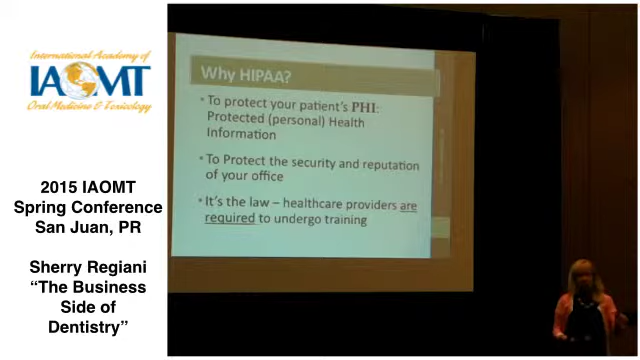 International Academy of
IAOMT
Oral Medicine & Toxicology
2015 IAOMT
Spring Conference
San Juan, PR
Sherry Regiani
“The Business
Side of
Dentistry”
Why HIPAA?
• To protect your patient's PHI:
Protected (personal) Health
Information
• To Protect the security and reputation
of your office
• It's the law – healthcare providers are
required to undergo training